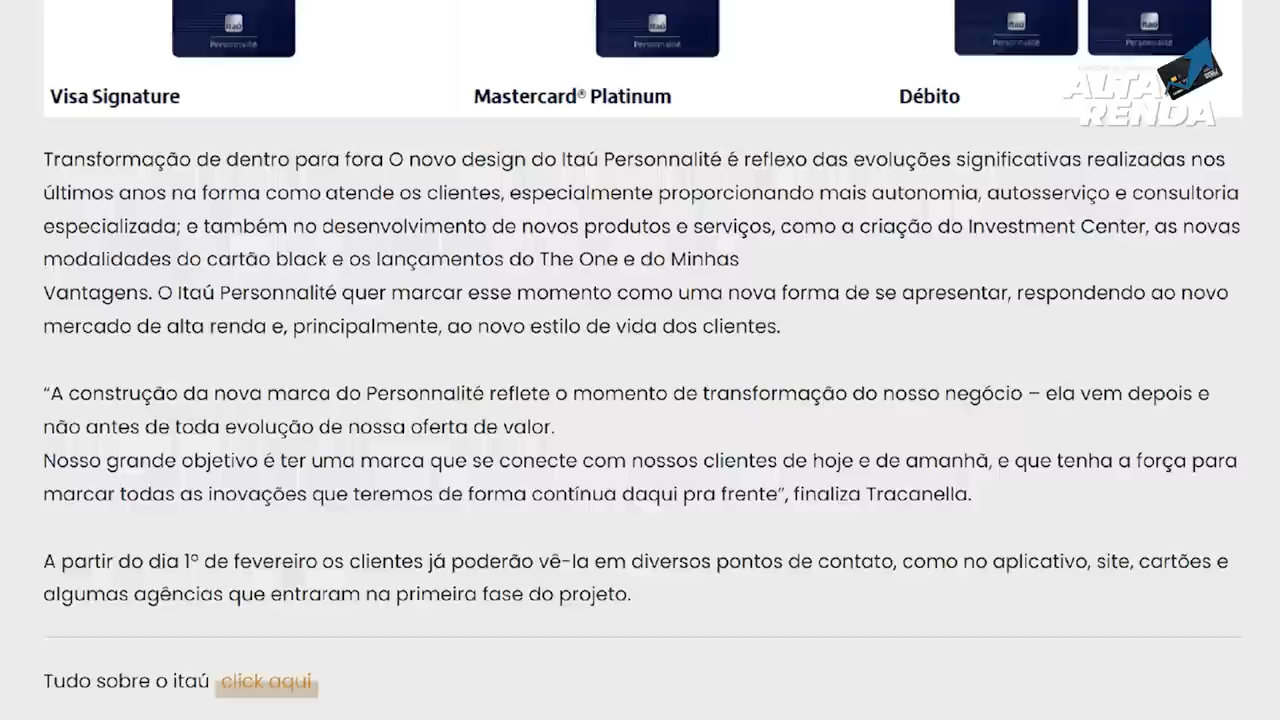 itaú
Personnalité
itaú
Personnalité
itaú
Personnalité
itaú
Personnalité
Visa Signature
Mastercard® Platinum
Débito
ALTA
RENDA
Transformação de dentro para fora O novo design do Itaú Personnalité é reflexo das evoluções significativas realizadas nos
últimos anos na forma como atende os clientes, especialmente proporcionando mais autonomia, autosserviço e consultoria
especializada; e também no desenvolvimento de novos produtos e serviços, como a criação do Investment Center, as novas
modalidades do cartão black e os lançamentos do The One e do Minhas
Vantagens. O Itaú Personnalité quer marcar esse momento como uma nova forma de se apresentar, respondendo ao novo
mercado de alta renda e, principalmente, ao novo estilo de vida dos clientes.
“A construção da nova marca do Personnalité reflete o momento de transformação do nosso negócio – ela vem depois e
não antes de toda evolução de nossa oferta de valor.
Nosso grande objetivo é ter uma marca que se conecte com nossos clientes de hoje e de amanhã, e que tenha a força para
marcar todas as inovações que teremos de forma contínua daqui pra frente”, finaliza Tracanella.
A partir do dia 1º de fevereiro os clientes já poderão vê-la em diversos pontos de contato, como no aplicativo, site, cartões e
algumas agências que entraram na primeira fase do projeto.
Tudo sobre o itaú click aqui